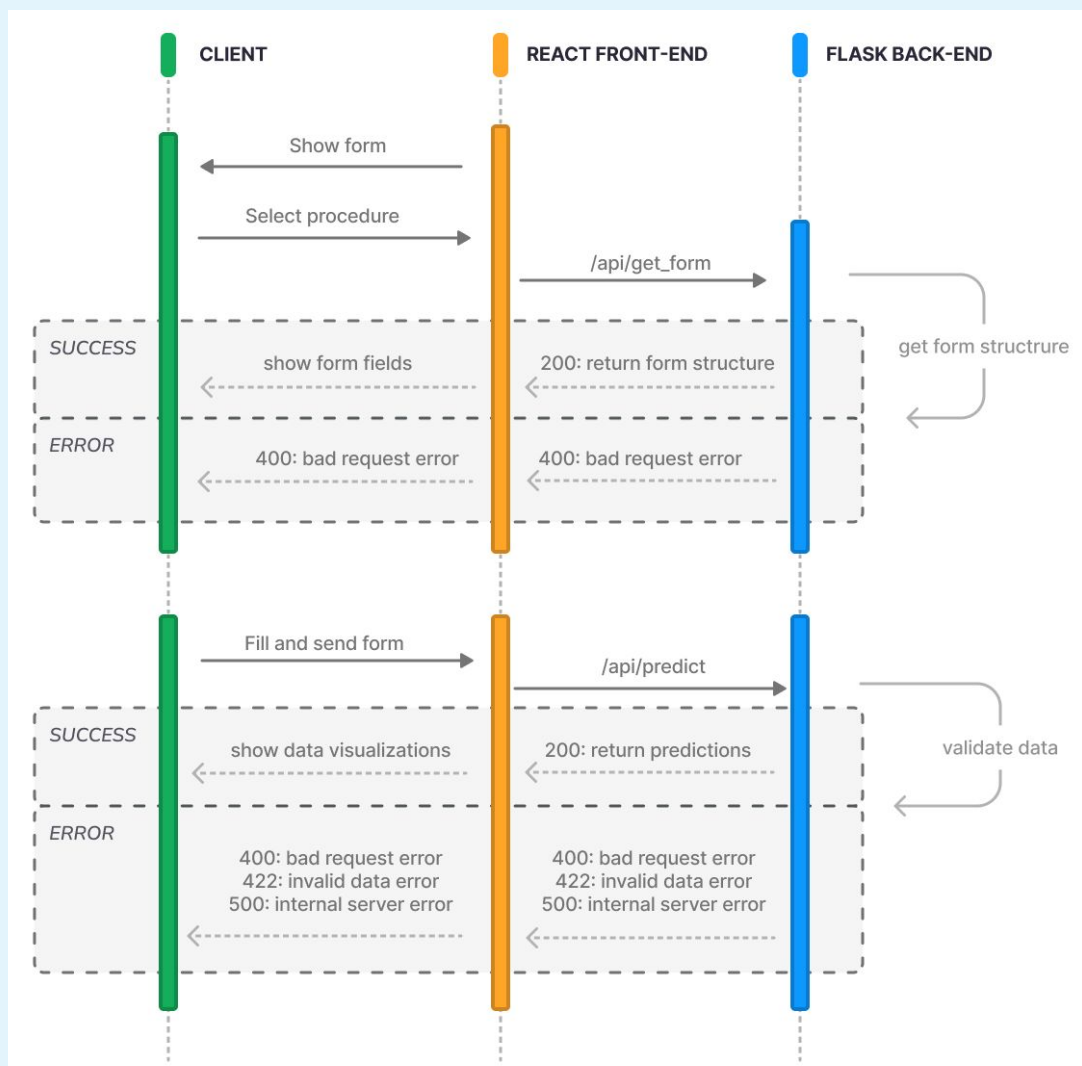 CLIENT
REACT FRONT-END
FLASK BACK-END
Show form
Select procedure
/api/get_form
get form structrure
SUCCESS
show form fields
200: return form structure
ERROR
400: bad request error
400: bad request error
Fill and send form
/api/predict
validate data
SUCCESS
show data visualizations
200: return predictions
ERROR
400: bad request error
422: invalid data error
500: internal server error
400: bad request error
422: invalid data error
500: internal server error